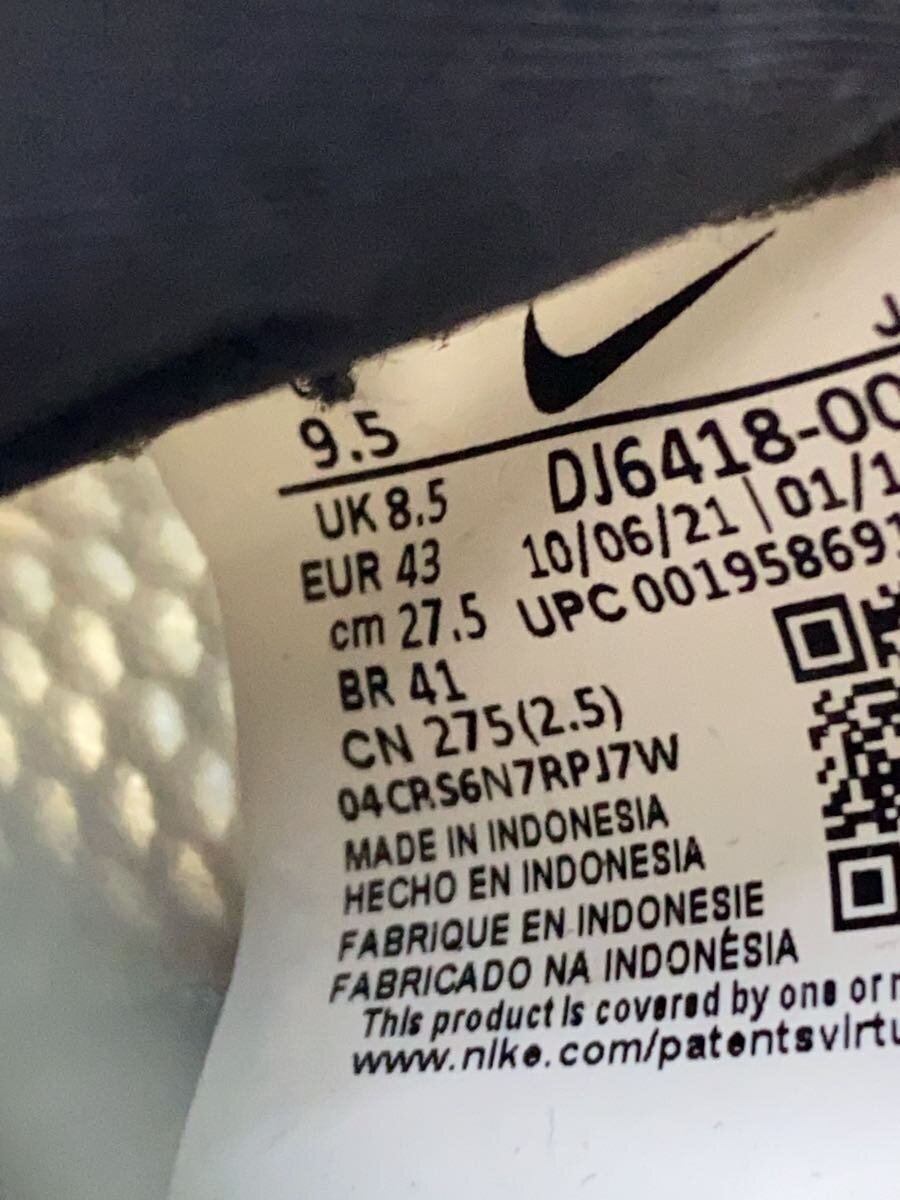 J
9.5
DJ6418-00
UK 8.5
10/06/21 | 01/1
EUR 43
UPC 001958691
cm 27.5
BR 41
CN 275(2.5)
04CRS6N7RPJ7W
MADE IN INDONESIA
HECHO EN INDONESIA
FABRIQUE EN INDONESIE
FABRICADO NA INDONÉSIA
This product is covered by one or
www.nike.com/patentsvirtu